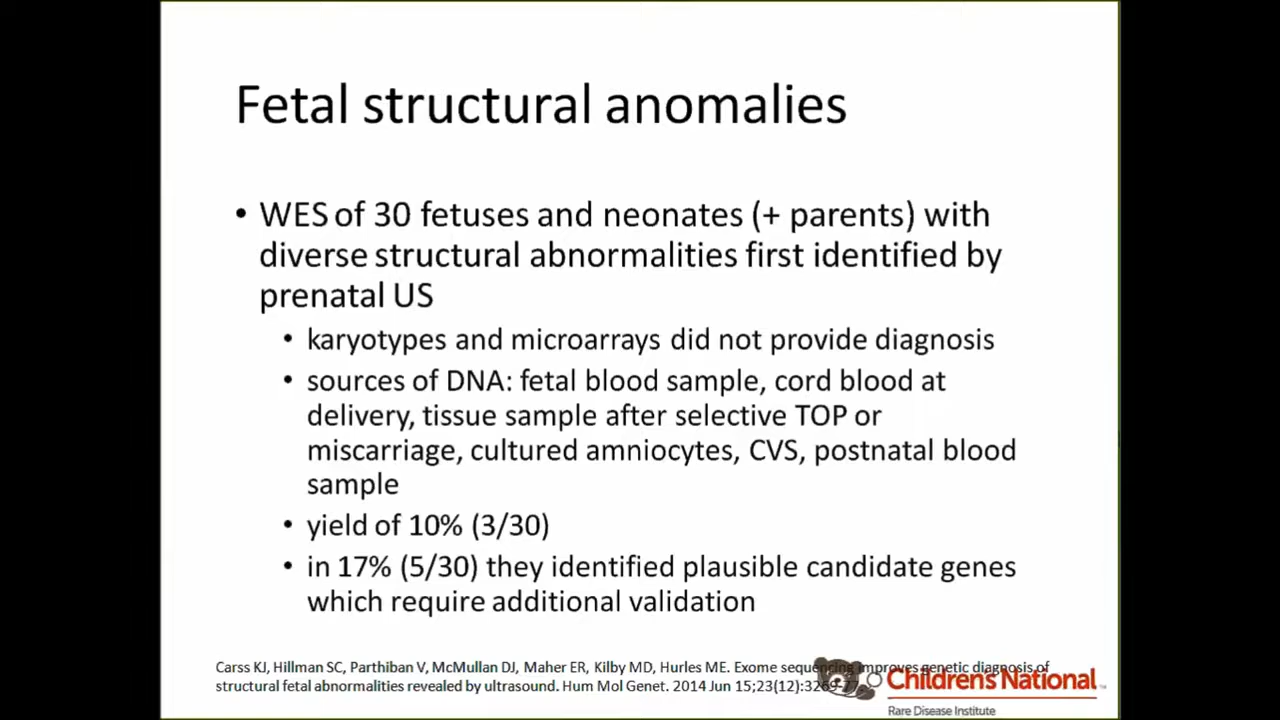 Fetal structural anomalies
• WES of 30 fetuses and neonates (+ parents) with
diverse structural abnormalities first identified by
prenatal US
• karyotypes and microarrays did not provide diagnosis
• sources of DNA: fetal blood sample, cord blood at
delivery, tissue sample after selective TOP or
miscarriage, cultured amniocytes, CVS, postnatal blood
sample
• yield of 10% (3/30)
• in 17% (5/30) they identified plausible candidate genes
which require additional validation
Carss KJ, Hillman SC, Parthiban V, McMullan DJ, Maher ER, Kilby MD, Hurles ME. Exome sequencing improves genetic diagnosis of
structural fetal abnormalities revealed by ultrasound. Hum Mol Genet. 2014 Jun 15;23(12):3269-77.
Children's National
Rare Disease Institute